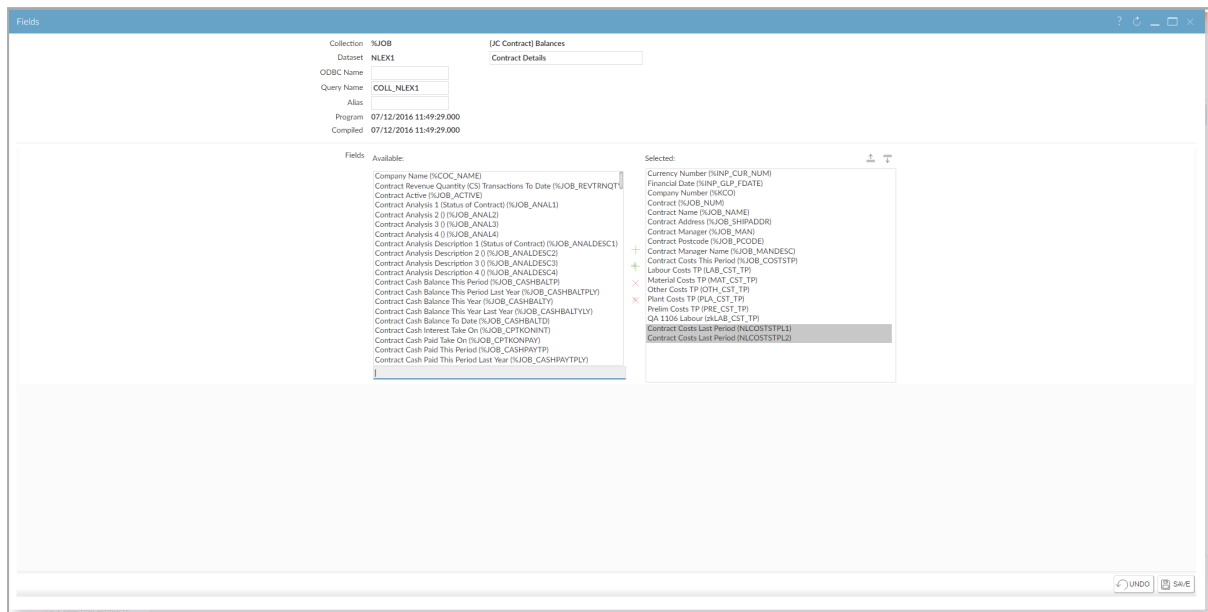 Fields
Collection %JOB [JC Contract] Balances
Dataset NLEX1 Contract Details
ODBC Name
Query Name COLL_NLEX1
Alias
Program 07/12/2016 11:49:29.000
Compiled 07/12/2016 11:49:29.000
Fields Available:
Company Name (%COC_NAME)
Contract Revenue Quantity (CS) Transactions To Date (%JOB_REVTRNQT
Contract Active (%JOB_ACTIVE)
Contract Analysis 1 (Status of Contract) (%JOB_ANAL1)
Contract Analysis 2 () (%JOB_ANAL2)
Contract Analysis 3 () (%JOB_ANAL3)
Contract Analysis 4 () (%JOB_ANAL4)
Contract Analysis Description 1 (Status of Contract) (%JOB_ANALDESC1)
Contract Analysis Description 2 () (%JOB_ANALDESC2)
Contract Analysis Description 3 () (%JOB_ANALDESC3)
Contract Analysis Description 4 () (%JOB_ANALDESC4)
Contract Cash Balance This Period (%JOB_CASHBALTP)
Contract Cash Balance This Period Last Year (%JOB_CASHBALTPLY)
Contract Cash Balance This Year (%JOB_CASHBALTY)
Contract Cash Balance This Year Last Year (%JOB_CASHBALTYLY)
Contract Cash Balance To Date (%JOB_CASHBALTD)
Contract Cash Interest Take On (%JOB_CPTKONINT)
Contract Cash Paid Take On (%JOB_CPTKONPAY)
Contract Cash Paid This Period (%JOB_CASHPAYTP)
Contract Cash Paid This Period Last Year (%JOB_CASHPAYTPLY)
Selected:
Currency Number (%INP_CUR_NUM)
Financial Date (%INP_GLP_FDATE)
Company Number (%KCO)
Contract (%JOB_NUM)
Contract Name (%JOB_NAME)
Contract Address (%JOB_SHIPADDR)
Contract Manager (%JOB_MAN)
Contract Postcode (%JOB_PCODE)
Contract Manager Name (%JOB_MANDESC)
Contract Costs This Period (%JOB_COSTSTP)
Labour Costs TP (LAB_CST_TP)
Material Costs TP (MAT_CST_TP)
Other Costs TP (OTH_CST_TP)
Plant Costs TP (PLA_CST_TP)
Prelim Costs TP (PRE_CST_TP)
QA 1106 Labour (zkLAB_CST_TP)
Contract Costs Last Period (NLCOSTSTPL1)
Contract Costs Last Period (NLCOSTSTPL2)
UNDO SAVE